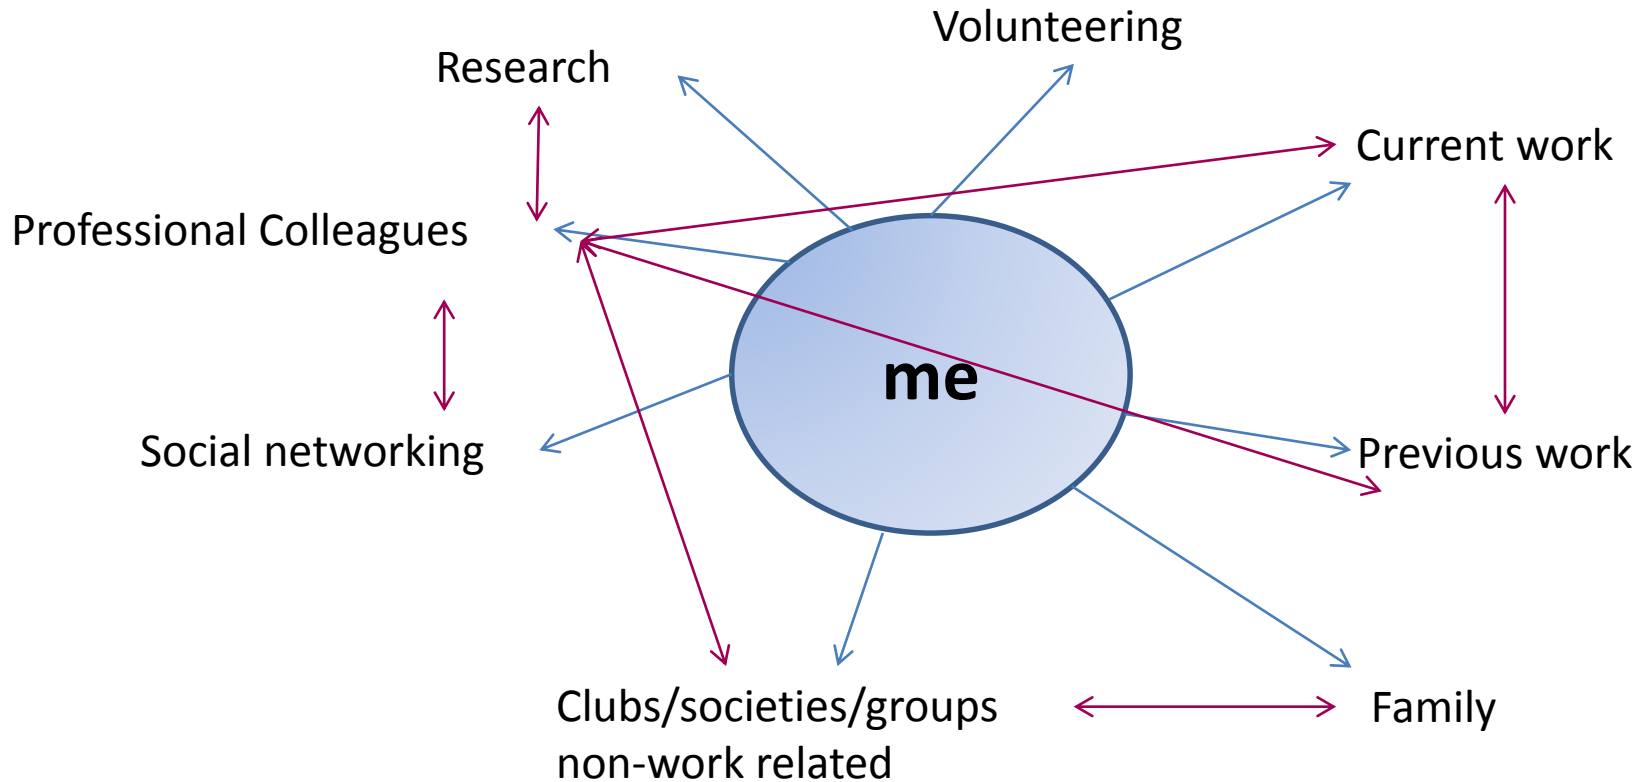 Volunteering
Research
Current work
Professional Colleagues
me
Social networking
Previous work
Clubs/societies/groups
non-work related
Family